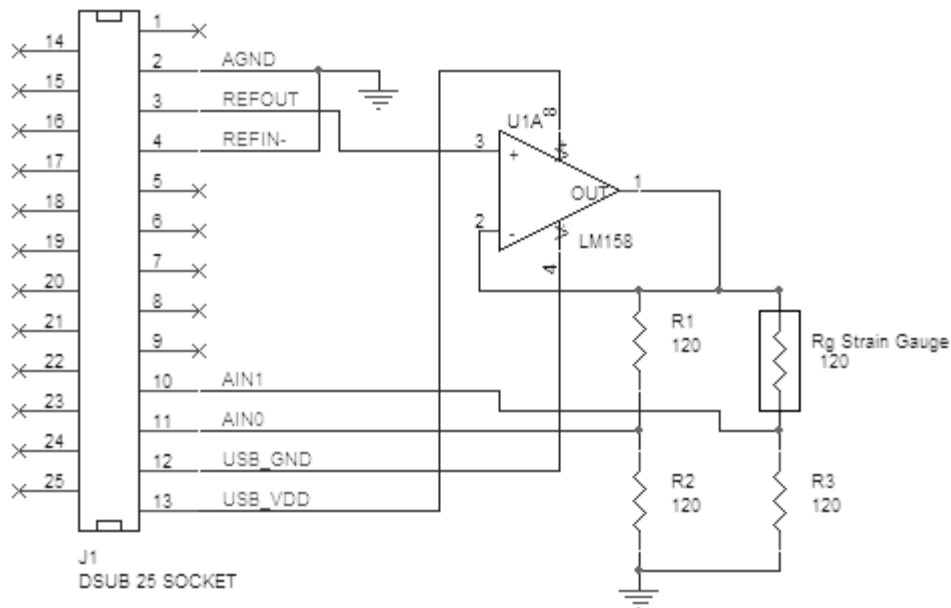 1
14
2 AGND
15
3 REFOUT
16
4 REFIN-
17
5
18
6
19
7
20
8
21
9
22
10 AIN1
23
11 AIN0
24
12 USB_GND
25
13 USB_VDD
J1
DSUB 25 SOCKET
U1A
8
3
+
OUT
1
2
-
LM158
4
R1
120
Rg Strain Gauge
120
R2
120
R3
120